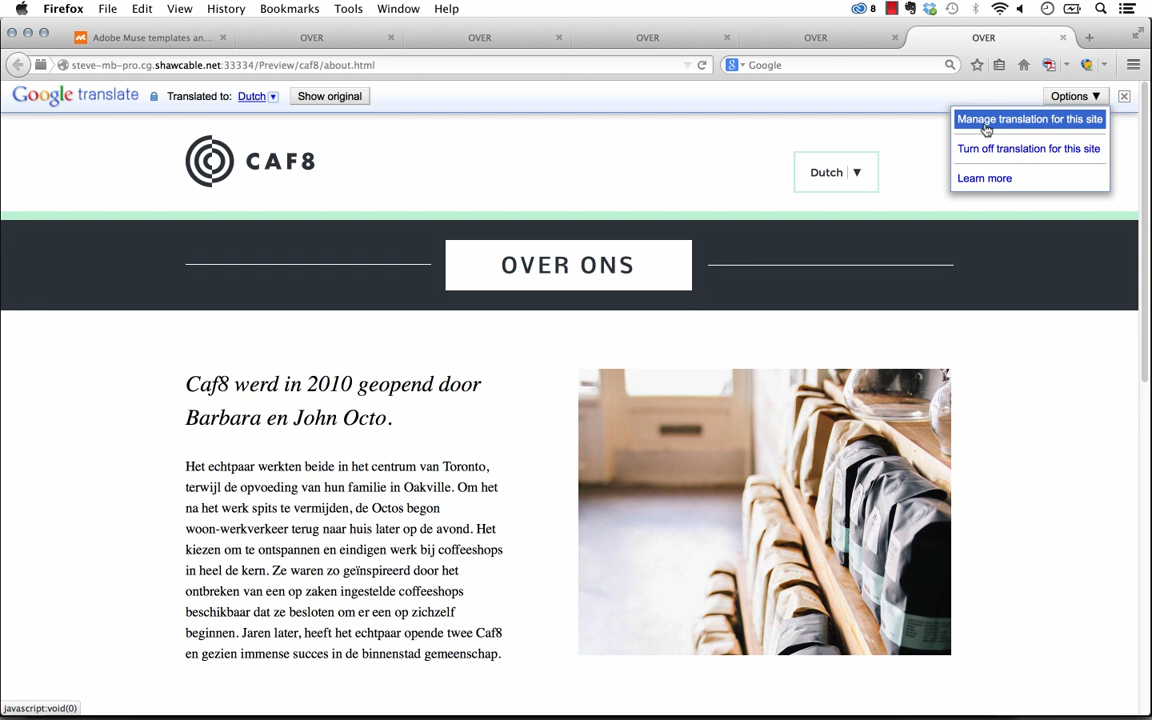 Firefox File Edit View History Bookmarks Tools Window Help 8
Adobe Muse templates an... OVER OVER OVER OVER OVER
steve-mb-pro.cg.shawcable.net:33334/Preview/caf8/about.html Google
Google translate Translated to: Dutch Show original Options ▼
Manage translation for this site
Turn off translation for this site
Learn more
CAF8
Dutch ▼
OVER ONS
Caf8 werd in 2010 geopend door
Barbara en John Octo.
Het echtpaar werkten beide in het centrum van Toronto,
terwijl de opvoeding van hun familie in Oakville. Om het
na het werk spits te vermijden, de Octos begon
woon-werkverkeer terug naar huis later op de avond. Het
kiezen om te ontspannen en eindigen werk bij coffeeshops
in heel de kern. Ze waren zo geïnspireerd door het
ontbreken van een op zaken ingestelde coffeeshops
beschikbaar dat ze besloten om er een op zichzelf
beginnen. Jaren later, heeft het echtpaar opende twee Caf8
en gezien immense succes in de binnenstad gemeenschap.
javascript:void(0)